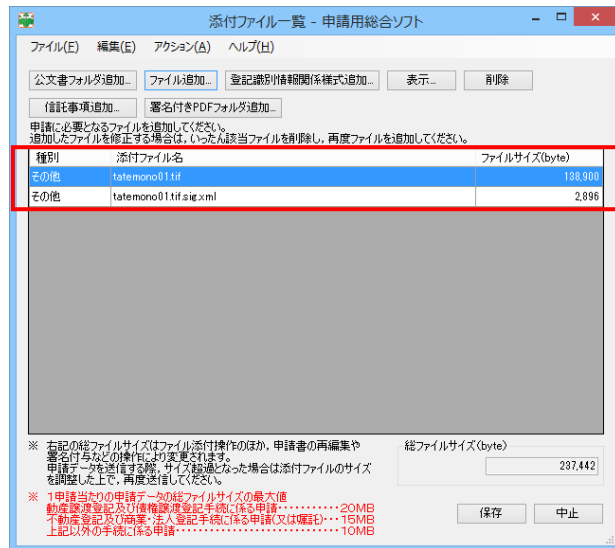 添付ファイル一覧 - 申請用総合ソフト
ファイル(F) 編集(E) アクション(A) ヘルプ(H)
公文書フォルダ追加... ファイル追加... 登記識別情報関係様式追加... 表示... 削除
信託事項追加... 署名付きPDFフォルダ追加...
申請に必要となるファイルを追加してください。
追加したファイルを修正する場合は，いったん該当ファイルを削除し，再度ファイルを追加してください。
種別 添付ファイル名 ファイルサイズ(byte)
その他 tatemono01.tif 138,900
その他 tatemono01.tif.sig.xml 2,896
※ 右記の総ファイルサイズはファイル添付操作のほか，申請書の再編集や
署名付与などの操作により変更されます。
申請データを送信する際，サイズ超過となった場合は添付ファイルのサイズ
を調整した上で，再度送信してください。
総ファイルサイズ(byte)
237,442
※ 1申請当たりの申請データの総ファイルサイズの最大値
動産譲渡登記及び債権譲渡登記手続に係る申請･･･････････20MB
不動産登記及び商業･法人登記手続に係る申請(又は嘱託)･･･15MB
上記以外の手続に係る申請･･････････････････････10MB
保存 中止